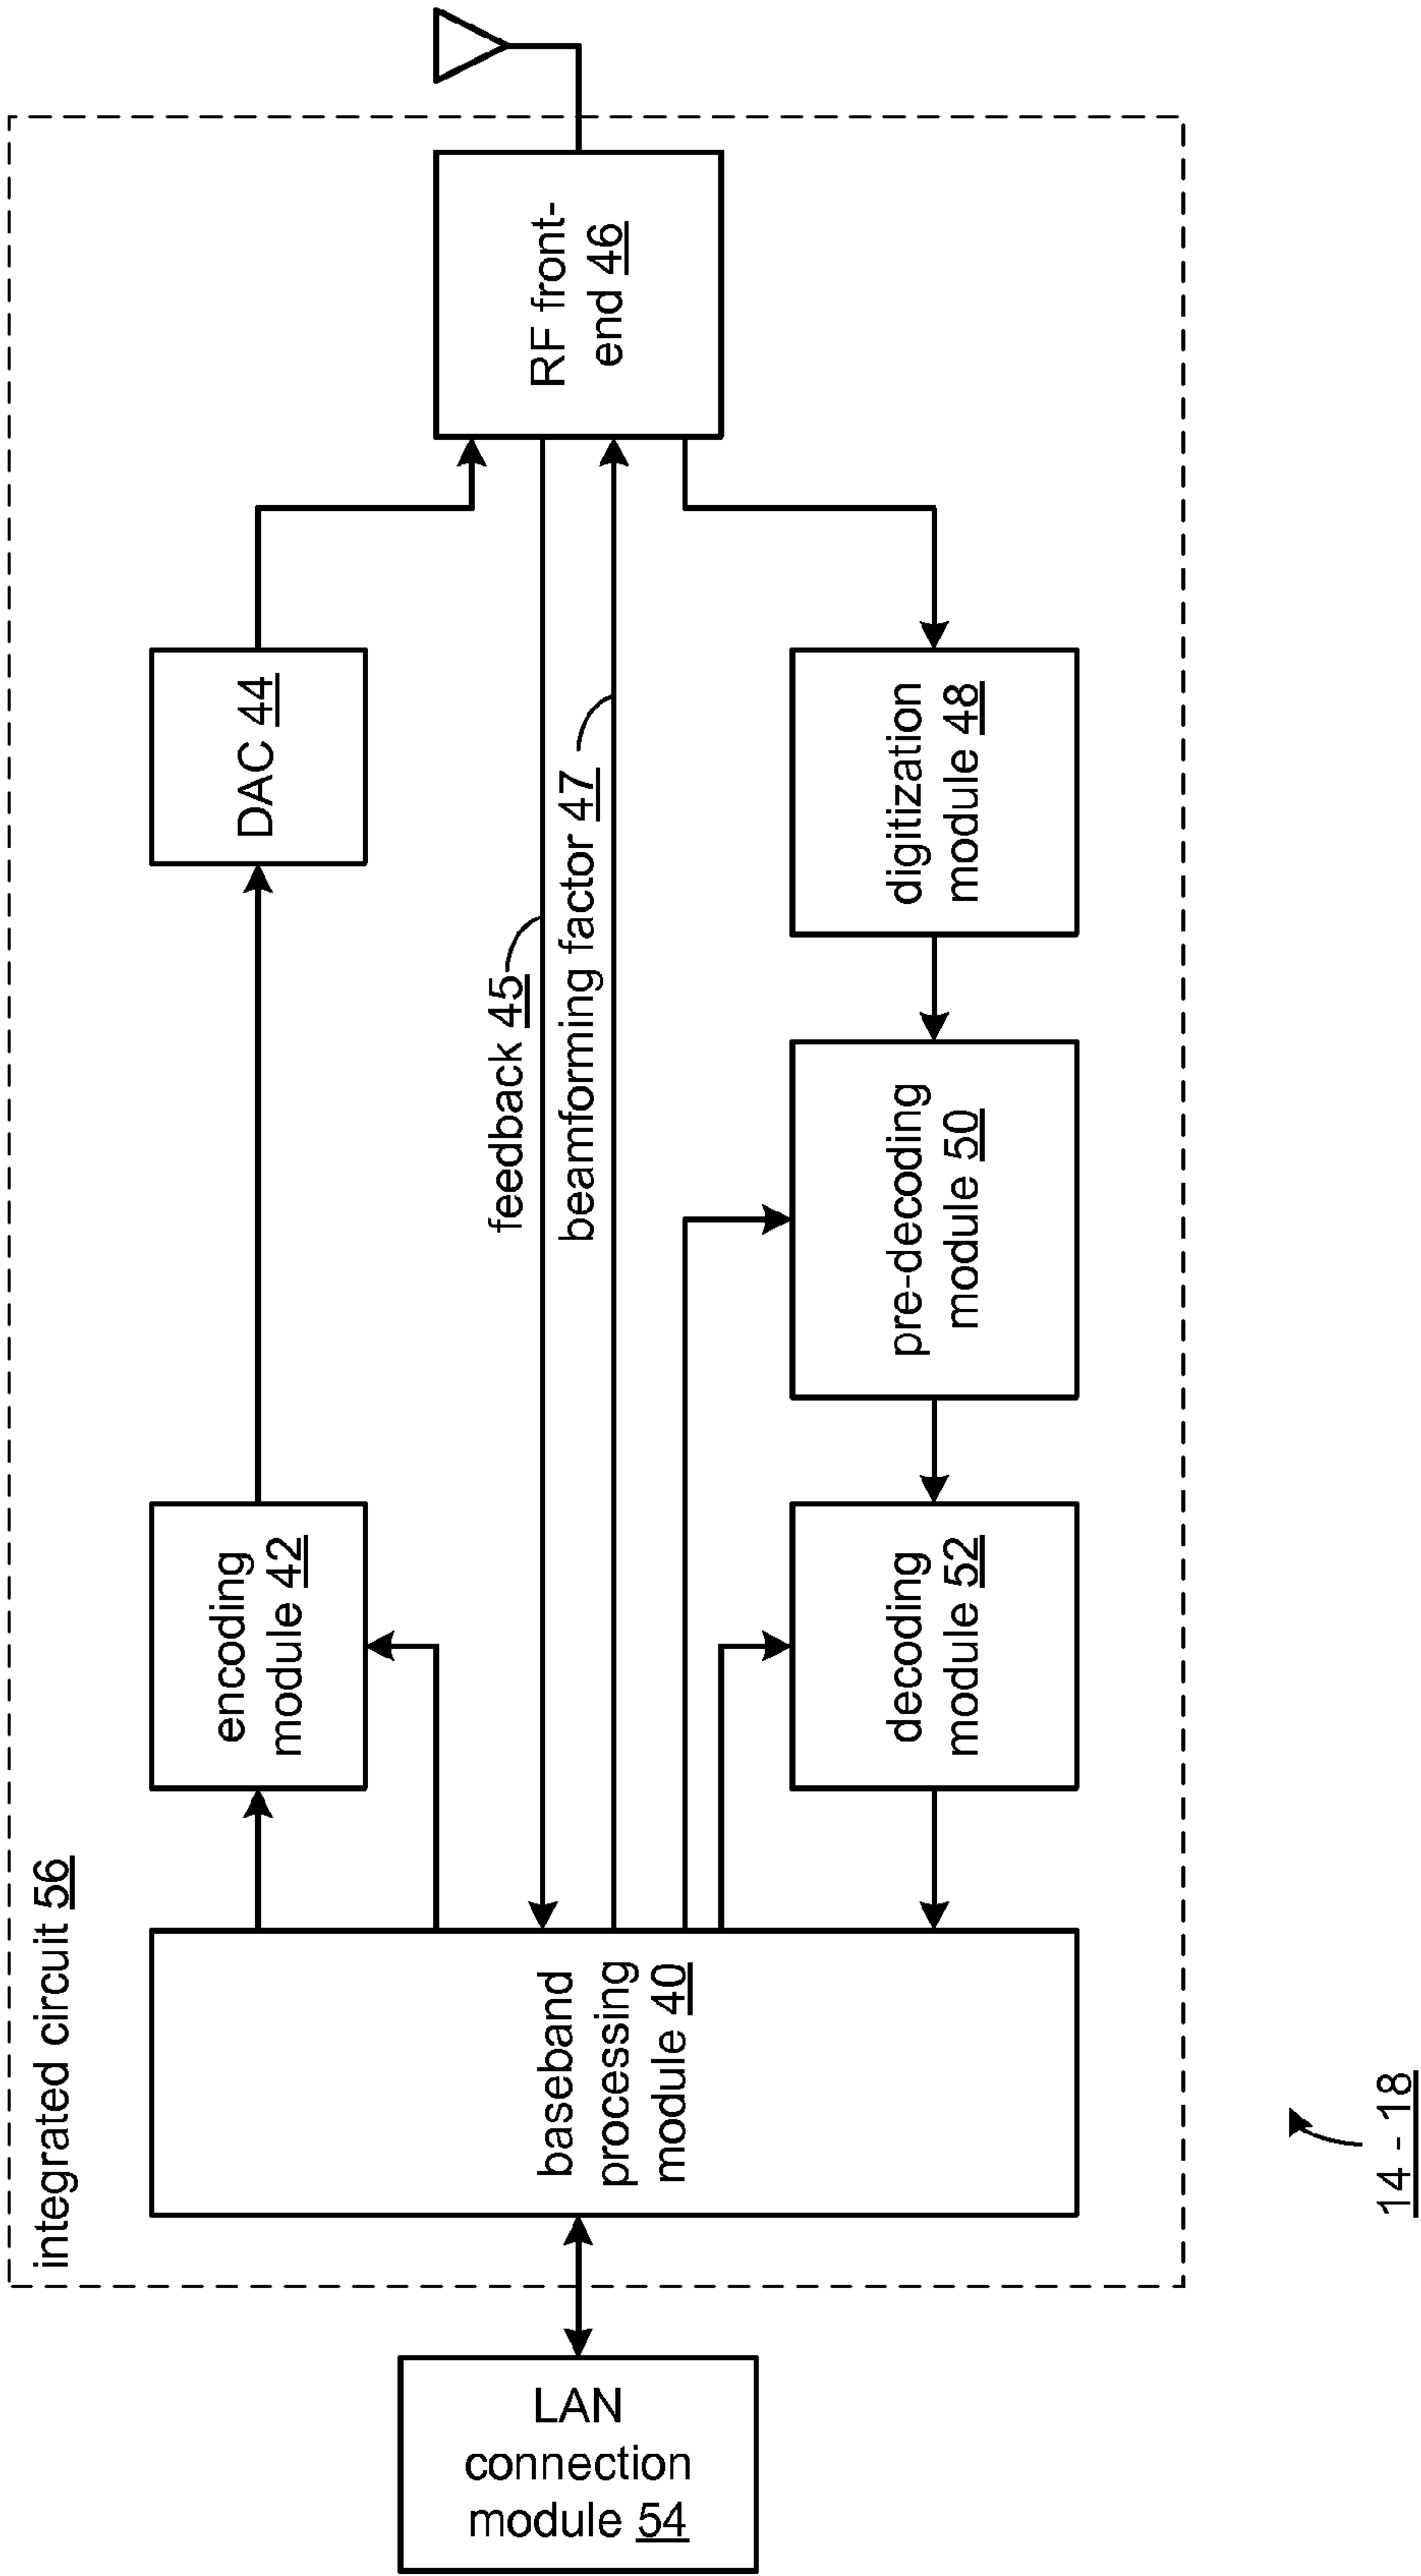 integrated circuit 56
encoding
module 42
DAC 44
LAN
connection
module 54
baseband
processing
module 40
feedback 45
beamforming factor 47
RF front-
end 46
decoding
module 52
pre-decoding
module 50
digitization
module 48
14 - 18